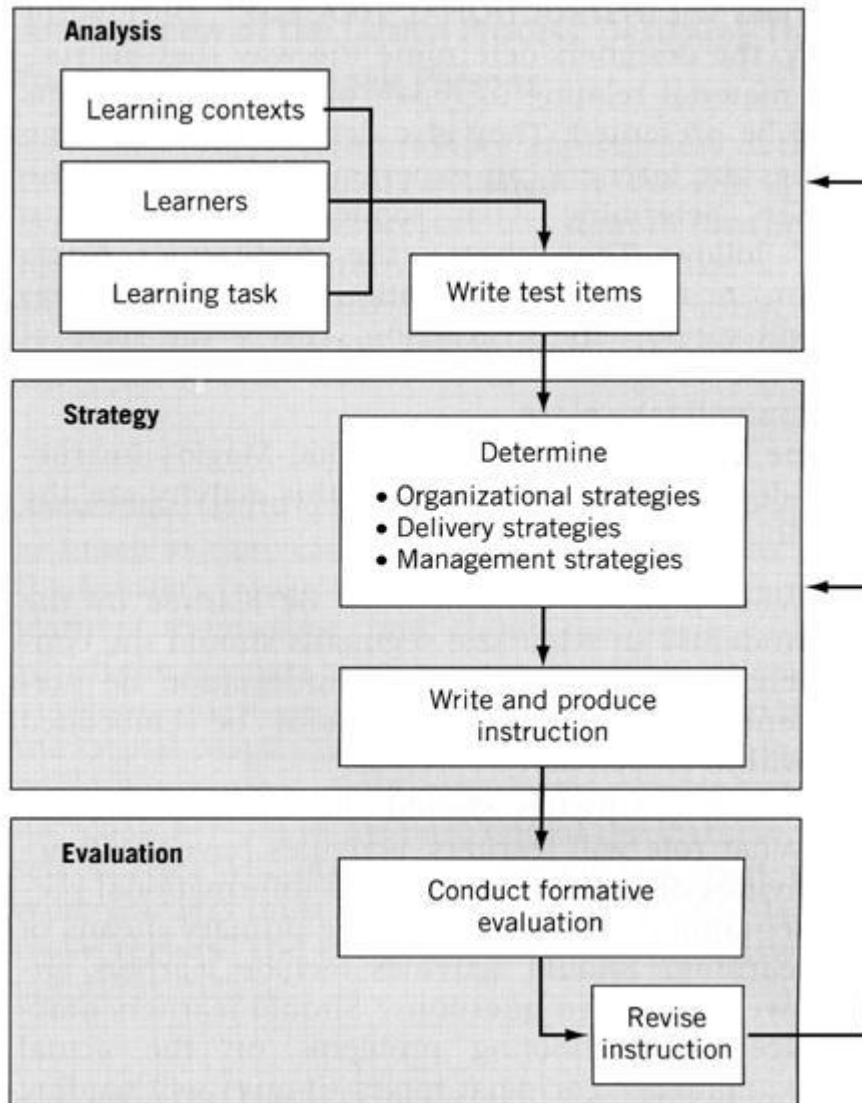 Analysis
Learning contexts
Learners
Learning task
Write test items
Strategy
Determine
• Organizational strategies
• Delivery strategies
• Management strategies
Write and produce
instruction
Evaluation
Conduct formative
evaluation
Revise
instruction